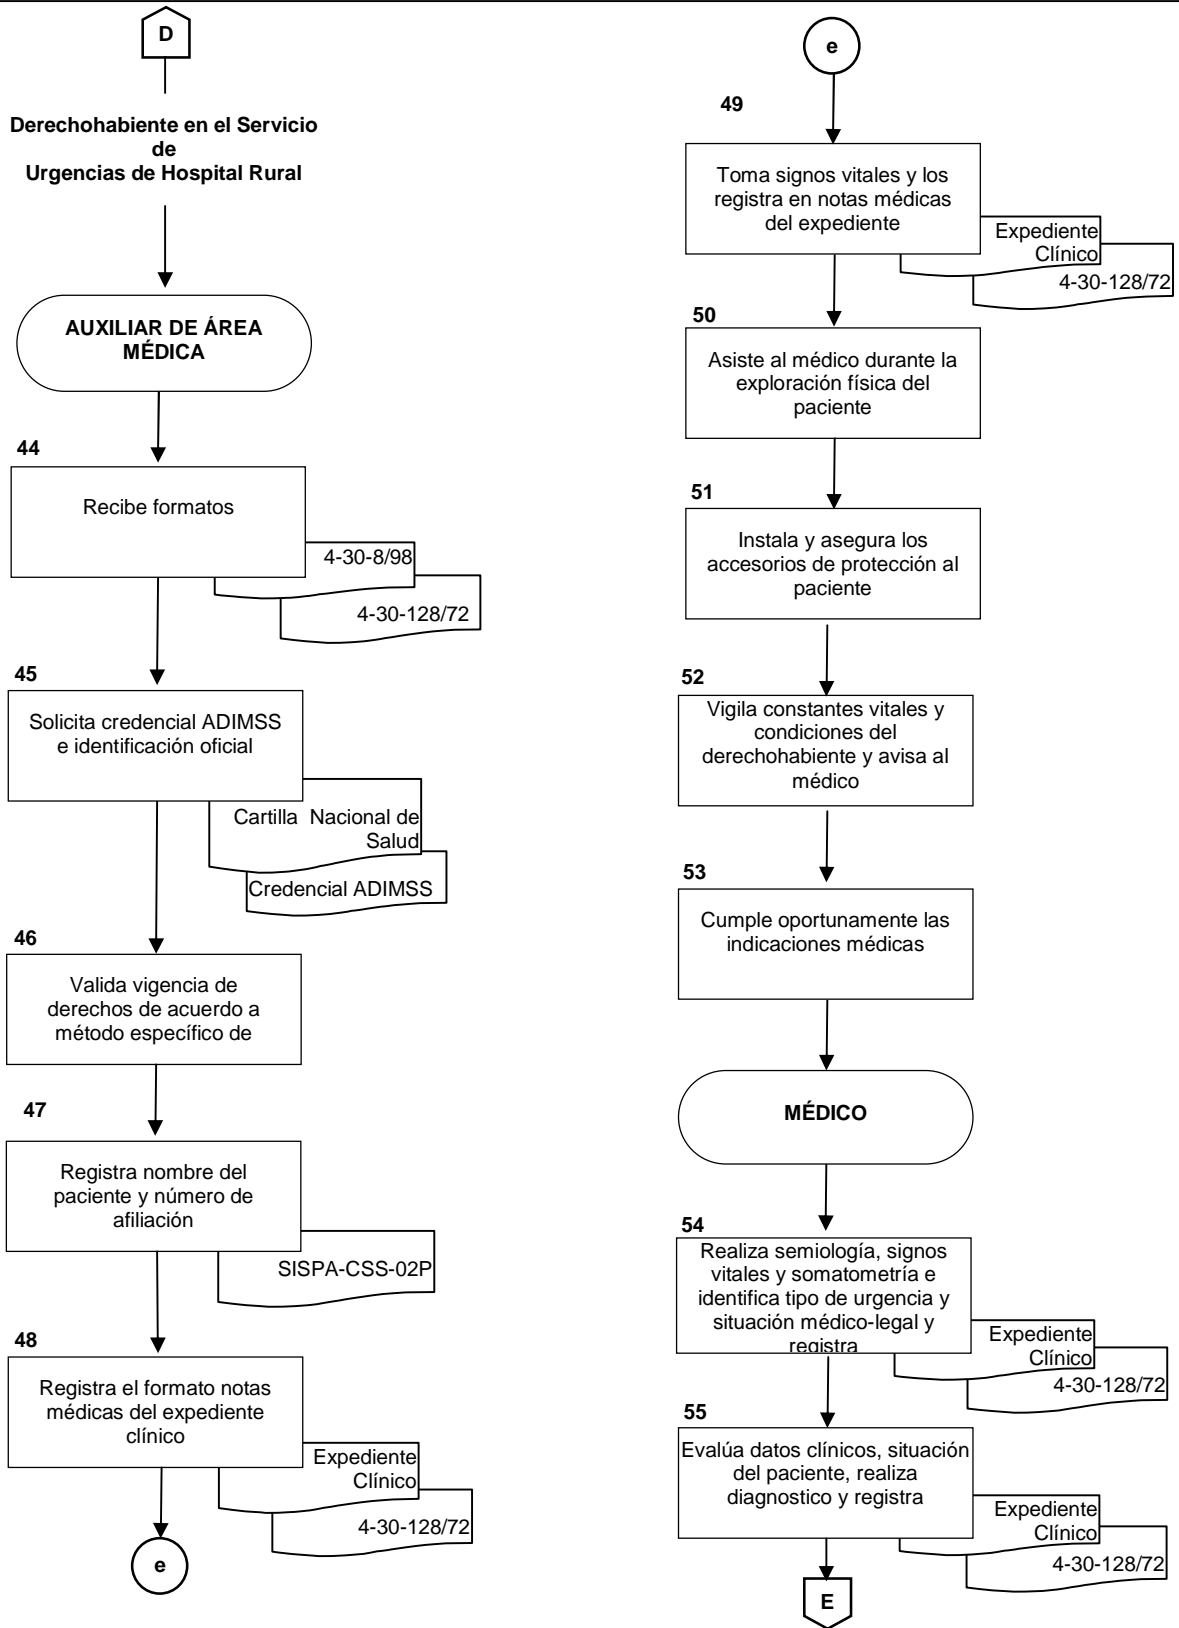 D
Derechohabiente en el Servicio
de
Urgencias de Hospital Rural
AUXILIAR DE ÁREA
MÉDICA
44
Recibe formatos
4-30-8/98
4-30-128/72
45
Solicita credencial ADIMSS
e identificación oficial
Cartilla Nacional de
Salud
Credencial ADIMSS
46
Valida vigencia de
derechos de acuerdo a
método específico de
47
Registra nombre del
paciente y número de
afiliación
SISPA-CSS-02P
48
Registra el formato notas
médicas del expediente
clínico
Expediente
Clínico
4-30-128/72
e
e
49
Toma signos vitales y los
registra en notas médicas
del expediente
Expediente
Clínico
4-30-128/72
50
Asiste al médico durante la
exploración física del
paciente
51
Instala y asegura los
accesorios de protección al
paciente
52
Vigila constantes vitales y
condiciones del
derechohabiente y avisa al
médico
53
Cumple oportunamente las
indicaciones médicas
MÉDICO
54
Realiza semiología, signos
vitales y somatometría e
identifica tipo de urgencia y
situación médico-legal y
registra
Expediente
Clínico
4-30-128/72
55
Evalúa datos clínicos, situación
del paciente, realiza
diagnostico y registra
Expediente
Clínico
4-30-128/72
E